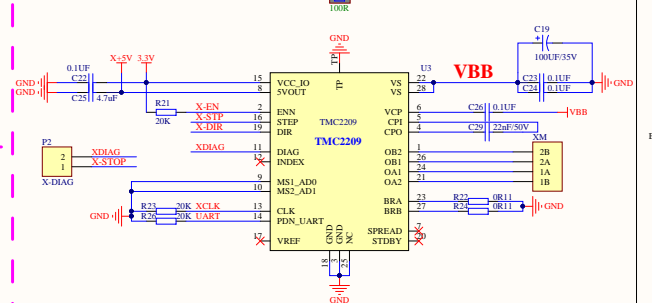 100R
GND
TP
C19
100UF/35V
VBB
U3
X+5V 3.3V
0.1UF
C22
GND
GND
C25 4.7uF
15 VCC_IO
8 5VOUT
TP
VS 22
VS 28
C23 0.1UF
C24 0.1UF
GND
R21
20K
X-EN 2 ENN
X-STP 16 STEP
X-DIR 19 DIR
TMC2209
TMC2209
VCP 6
CPI 5
CPO 4
C26 0.1UF
VBB
C29 22nF/50V
XM
P2
2 XDIAG
1 X-STOP
X-DIAG
XDIAG 11 DIAG
12 INDEX
OB2 1
OB1 26
OA1 24
OA2 21
2B
2A
1A
1B
9 MS1_AD0
10 MS2_AD1
GND
R23 20K XCLK 13 CLK
R26 20K UART 14 PDN_UART
BRA 23 R22 0R11
BRB 27 R24 0R11
GND
17 VREF
SPREAD 7
STDBY 20
GND
GND
NC
18
3
25
GND